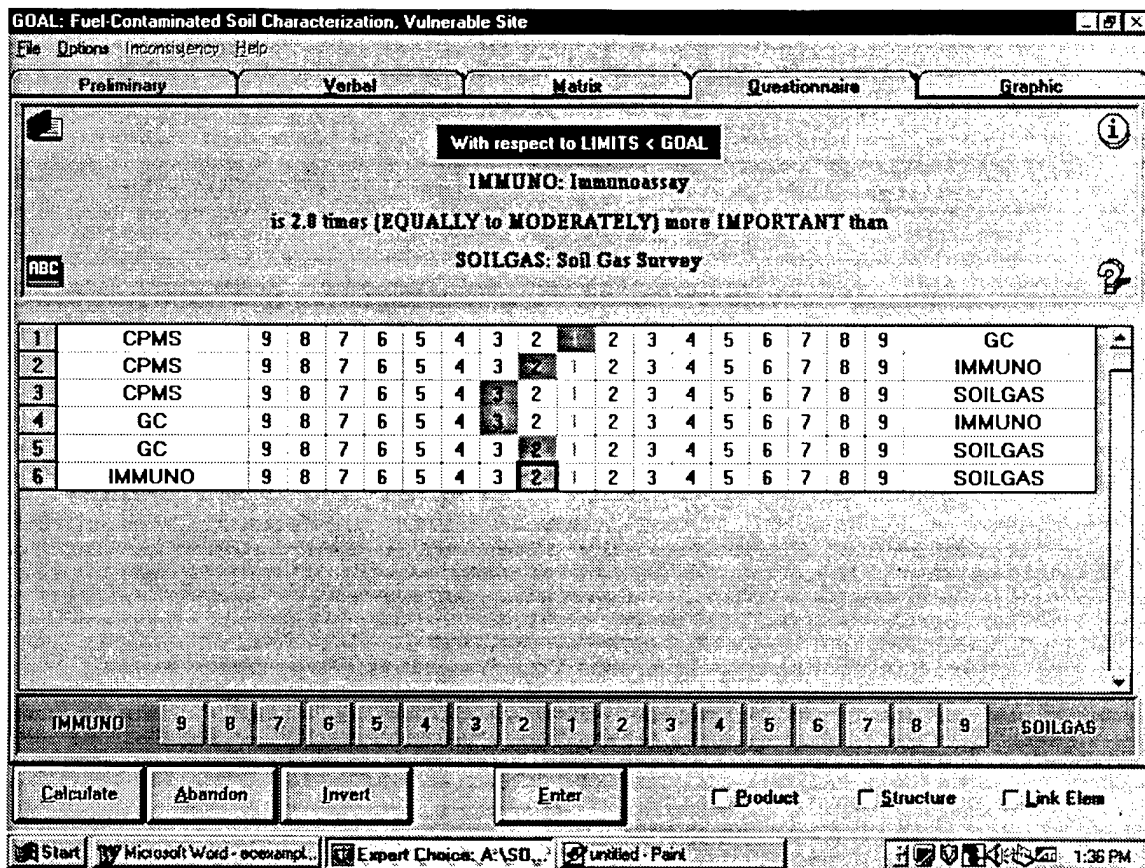 GOAL: Fuel-Contaminated Soil Characterization, Vulnerable Site
File Options Inconsistency Help
Preliminary Verbal Matrix Questionnaire Graphic
With respect to LIMITS < GOAL
IMMUNO: Immunoassay
is 2.0 times (EQUALLY to MODERATELY) more IMPORTANT than
SOILGAS: Soil Gas Survey
ABC
1 CPMS 9 8 7 6 5 4 3 2 1 2 3 4 5 6 7 8 9 GC
2 CPMS 9 8 7 6 5 4 3 2 1 2 3 4 5 6 7 8 9 IMMUNO
3 CPMS 9 8 7 6 5 4 3 2 1 2 3 4 5 6 7 8 9 SOILGAS
4 GC 9 8 7 6 5 4 3 2 1 2 3 4 5 6 7 8 9 IMMUNO
5 GC 9 8 7 6 5 4 3 2 1 2 3 4 5 6 7 8 9 SOILGAS
6 IMMUNO 9 8 7 6 5 4 3 2 1 2 3 4 5 6 7 8 9 SOILGAS
IMMUNO 9 8 7 6 5 4 3 2 1 2 3 4 5 6 7 8 9 SOILGAS
Calculate Abandon Invert Enter Product Structure Link Elem
Start Microsoft Word - ecexampl... Expert Choice: A:\SO... untitled - Paint 1:36 PM